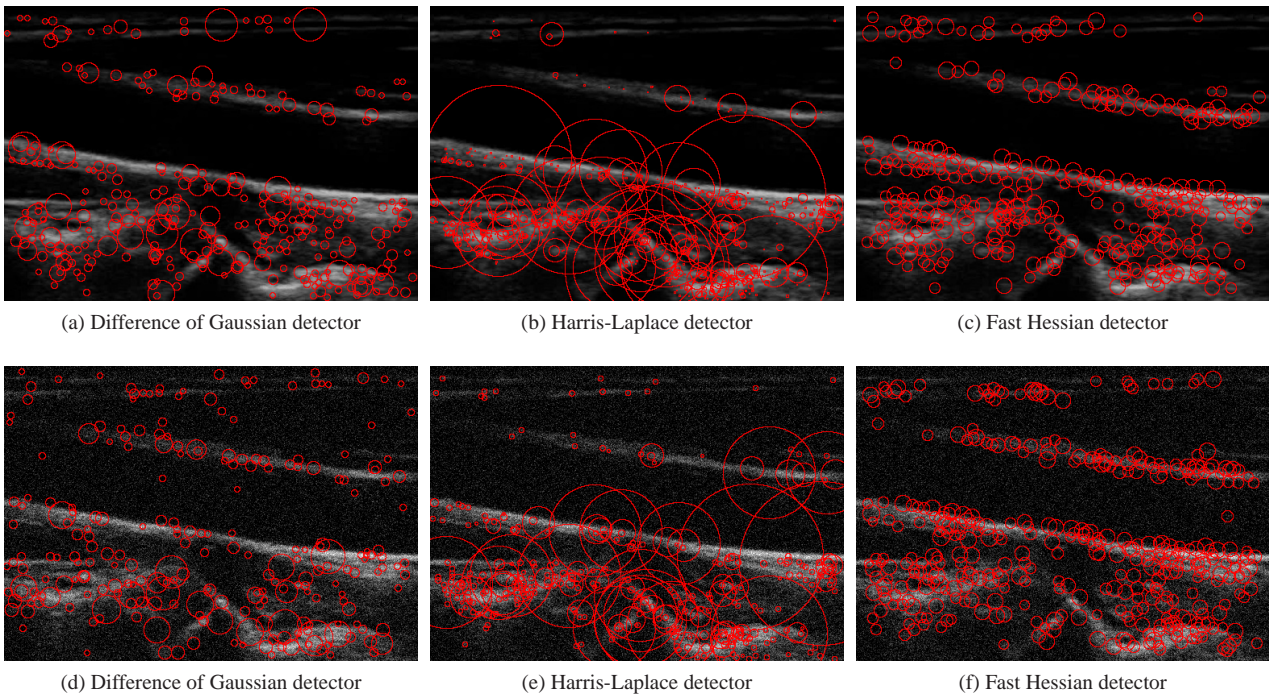 (a) Difference of Gaussian detector
(b) Harris-Laplace detector
(c) Fast Hessian detector
(d) Difference of Gaussian detector
(e) Harris-Laplace detector
(f) Fast Hessian detector